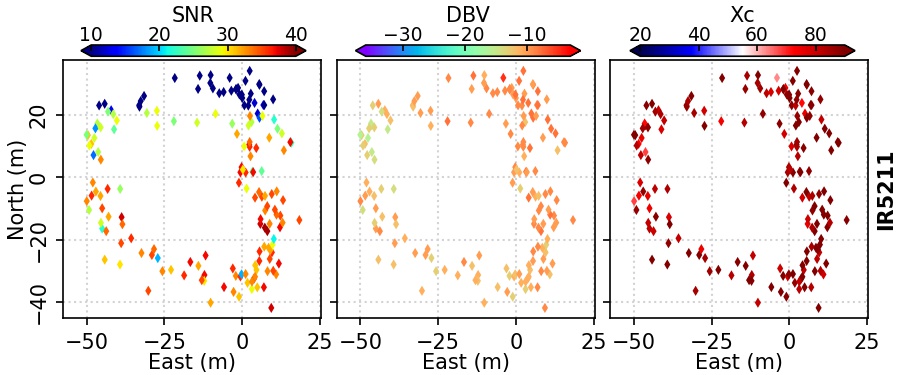 SNR DBV Xc
10 20 30 40 −30 −20 −10 20 40 60 80
North (m)
20
0
−20
−40
IR5211
−50 −25 0 25 −50 −25 0 25 −50 −25 0 25
East (m) East (m) East (m)